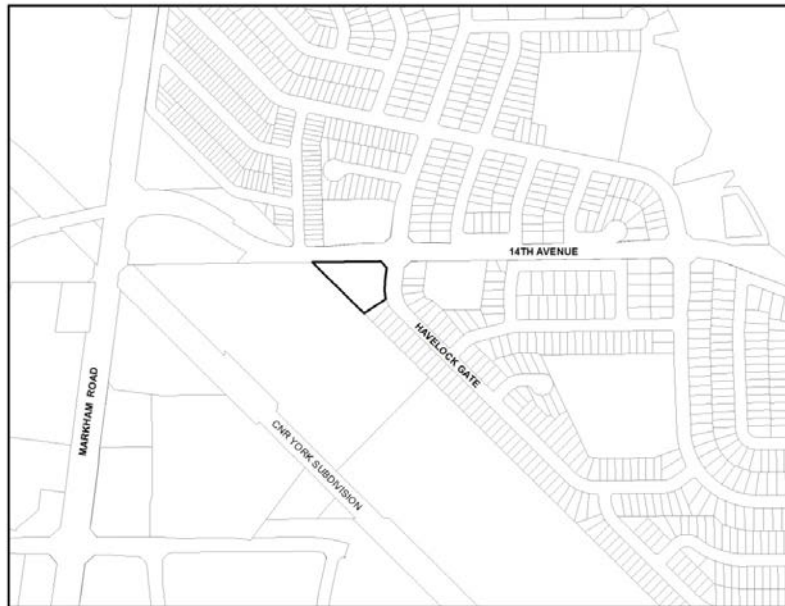 14TH AVENUE
HAVELOCK GATE
MARKHAM ROAD
CNR YORK SUBDIVISION